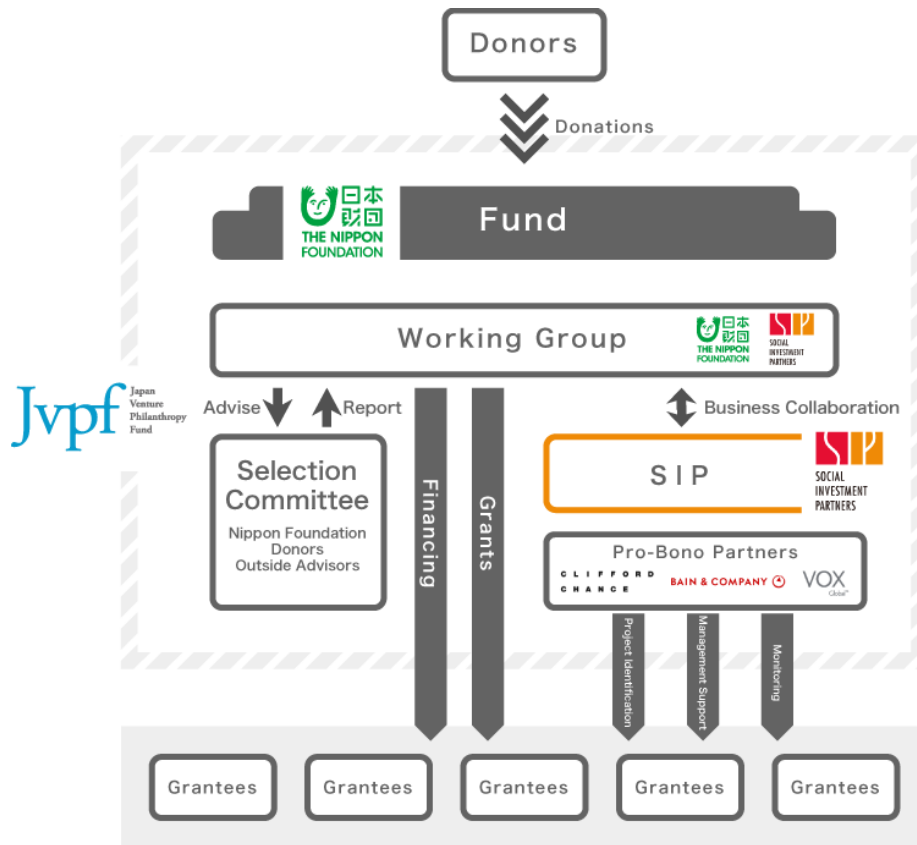 Donors
Donations
日本
財団
THE NIPPON
FOUNDATION
Fund
Working Group
日本
財団
THE NIPPON
FOUNDATION
SIP
SOCIAL
INVESTMENT
PARTNERS
Jvpf
Japan
Venture
Philanthropy
Fund
Advise
Report
Business Collaboration
Selection
Committee
Nippon Foundation
Donors
Outside Advisors
Financing
Grants
SIP
SIP
SOCIAL
INVESTMENT
PARTNERS
Pro-Bono Partners
CLIFFORD
CHANCE
BAIN & COMPANY
VOX
Global
Project Identification
Management Support
Monitoring
Grantees
Grantees
Grantees
Grantees
Grantees